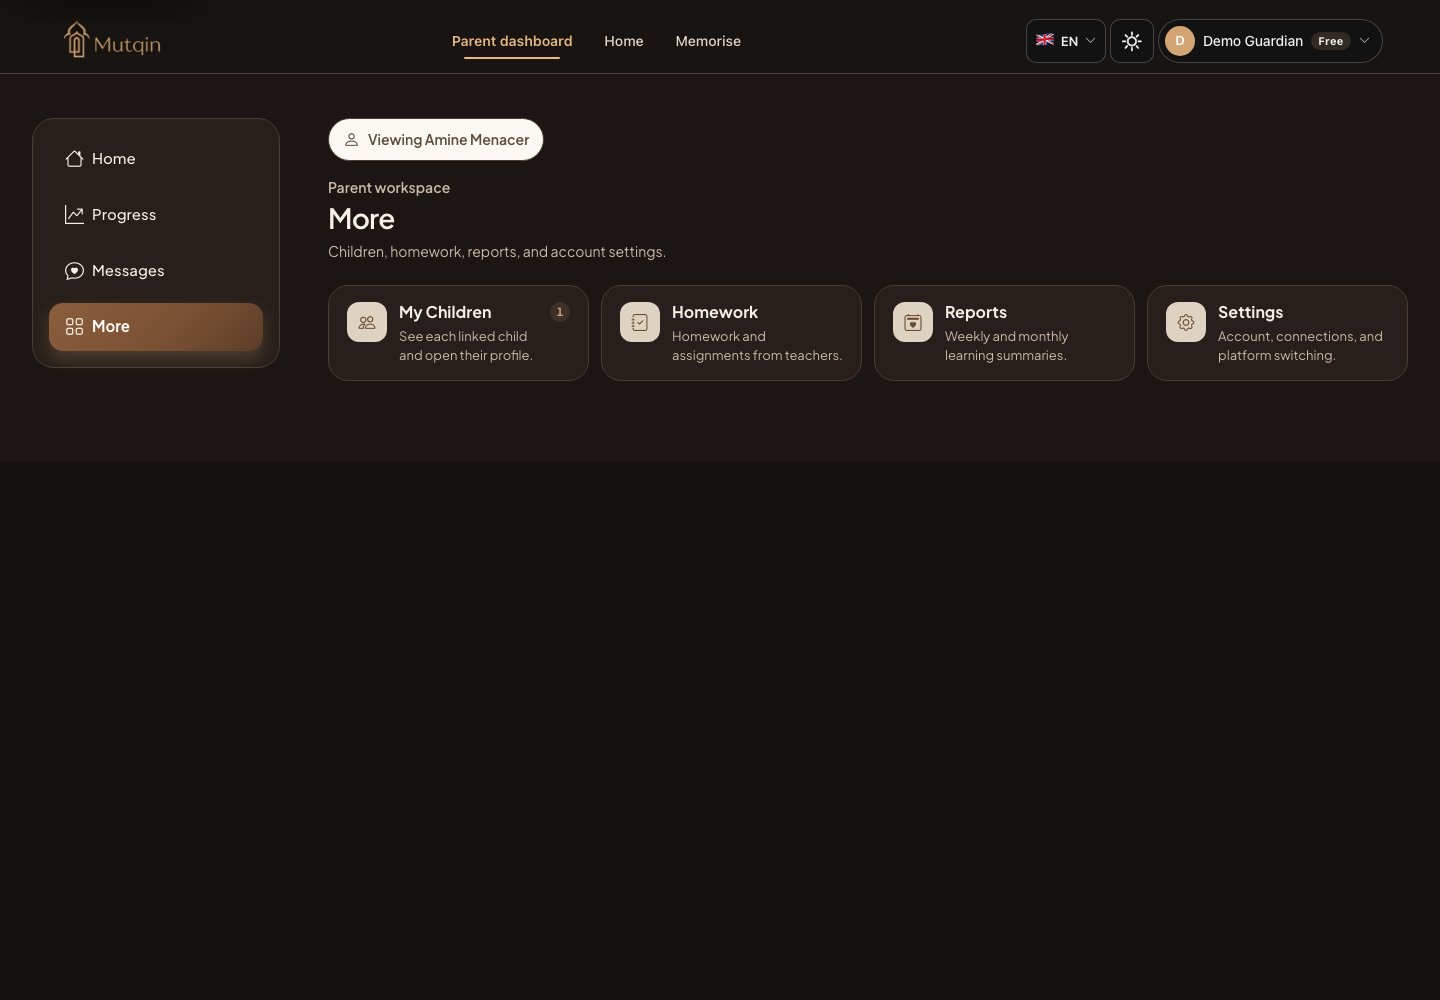 Mutqin
Parent dashboard
Home
Memorise
EN
D
Demo Guardian
Free
Home
Progress
Messages
More
Viewing Amine Menacer
Parent workspace
More
Children, homework, reports, and account settings.
My Children
1
See each linked child
and open their profile.
Homework
Homework and
assignments from teachers.
Reports
Weekly and monthly
learning summaries.
Settings
Account, connections, and
platform switching.